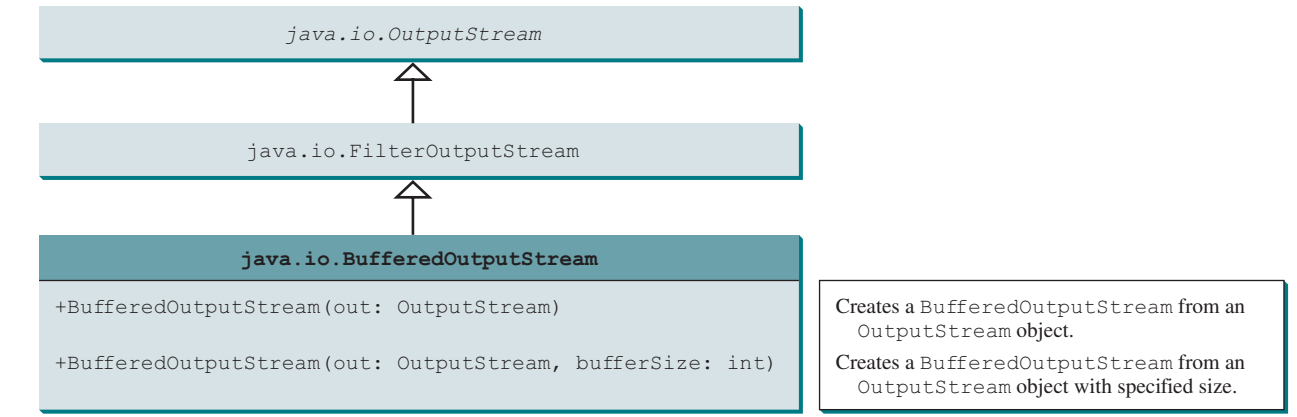 java.io.OutputStream
java.io.FilterOutputStream
java.io.BufferedOutputStream
+BufferedOutputStream(out: OutputStream)
+BufferedOutputStream(out: OutputStream, bufferSize: int)
Creates a BufferedOutputStream from an
OutputStream object.
Creates a BufferedOutputStream from an
OutputStream object with specified size.